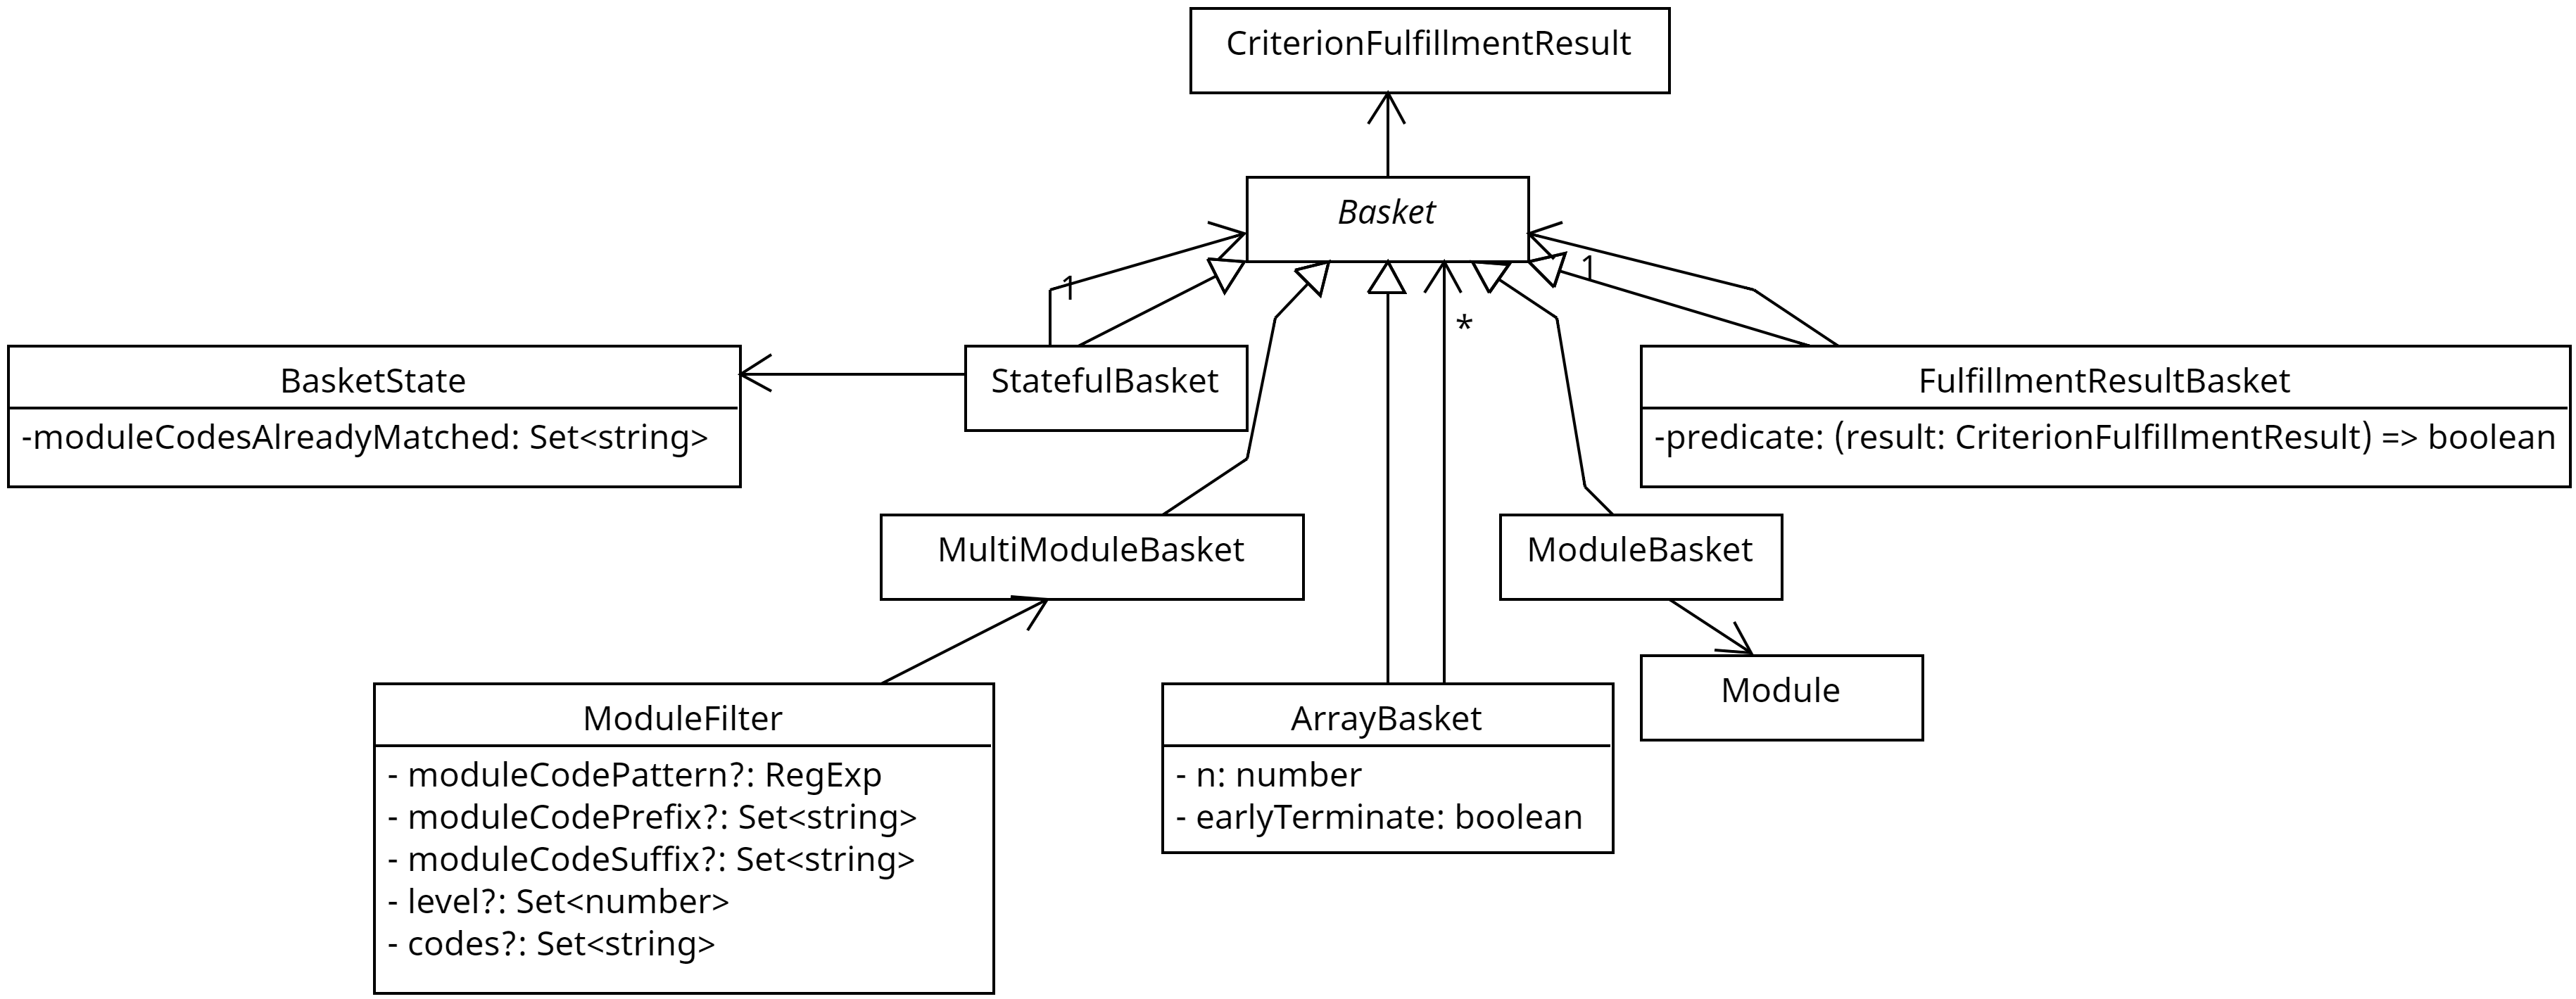 CriterionFulfillmentResult
Basket
1
1
*
BasketState
-moduleCodesAlreadyMatched: Set<string>
StatefulBasket
FulfillmentResultBasket
-predicate: (result: CriterionFulfillmentResult) => boolean
MultiModuleBasket
ModuleBasket
Module
ModuleFilter
- moduleCodePattern?: RegExp
- moduleCodePrefix?: Set<string>
- moduleCodeSuffix?: Set<string>
- level?: Set<number>
- codes?: Set<string>
ArrayBasket
- n: number
- earlyTerminate: boolean